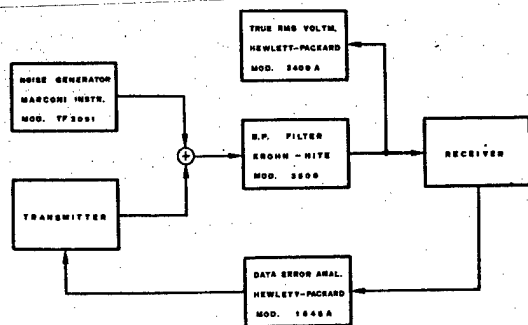 TRUE RMS VOLTM.
HEWLETT-PACKARD
MOD. 3400 A
NOISE GENERATOR
MARCONI INSTR.
MOD. TF 2091
B.P. FILTER
KROHN-HITE
MOD. 3500
RECEIVER
TRANSMITTER
DATA ERROR ANAL.
HEWLETT-PACKARD
MOD. 1645A